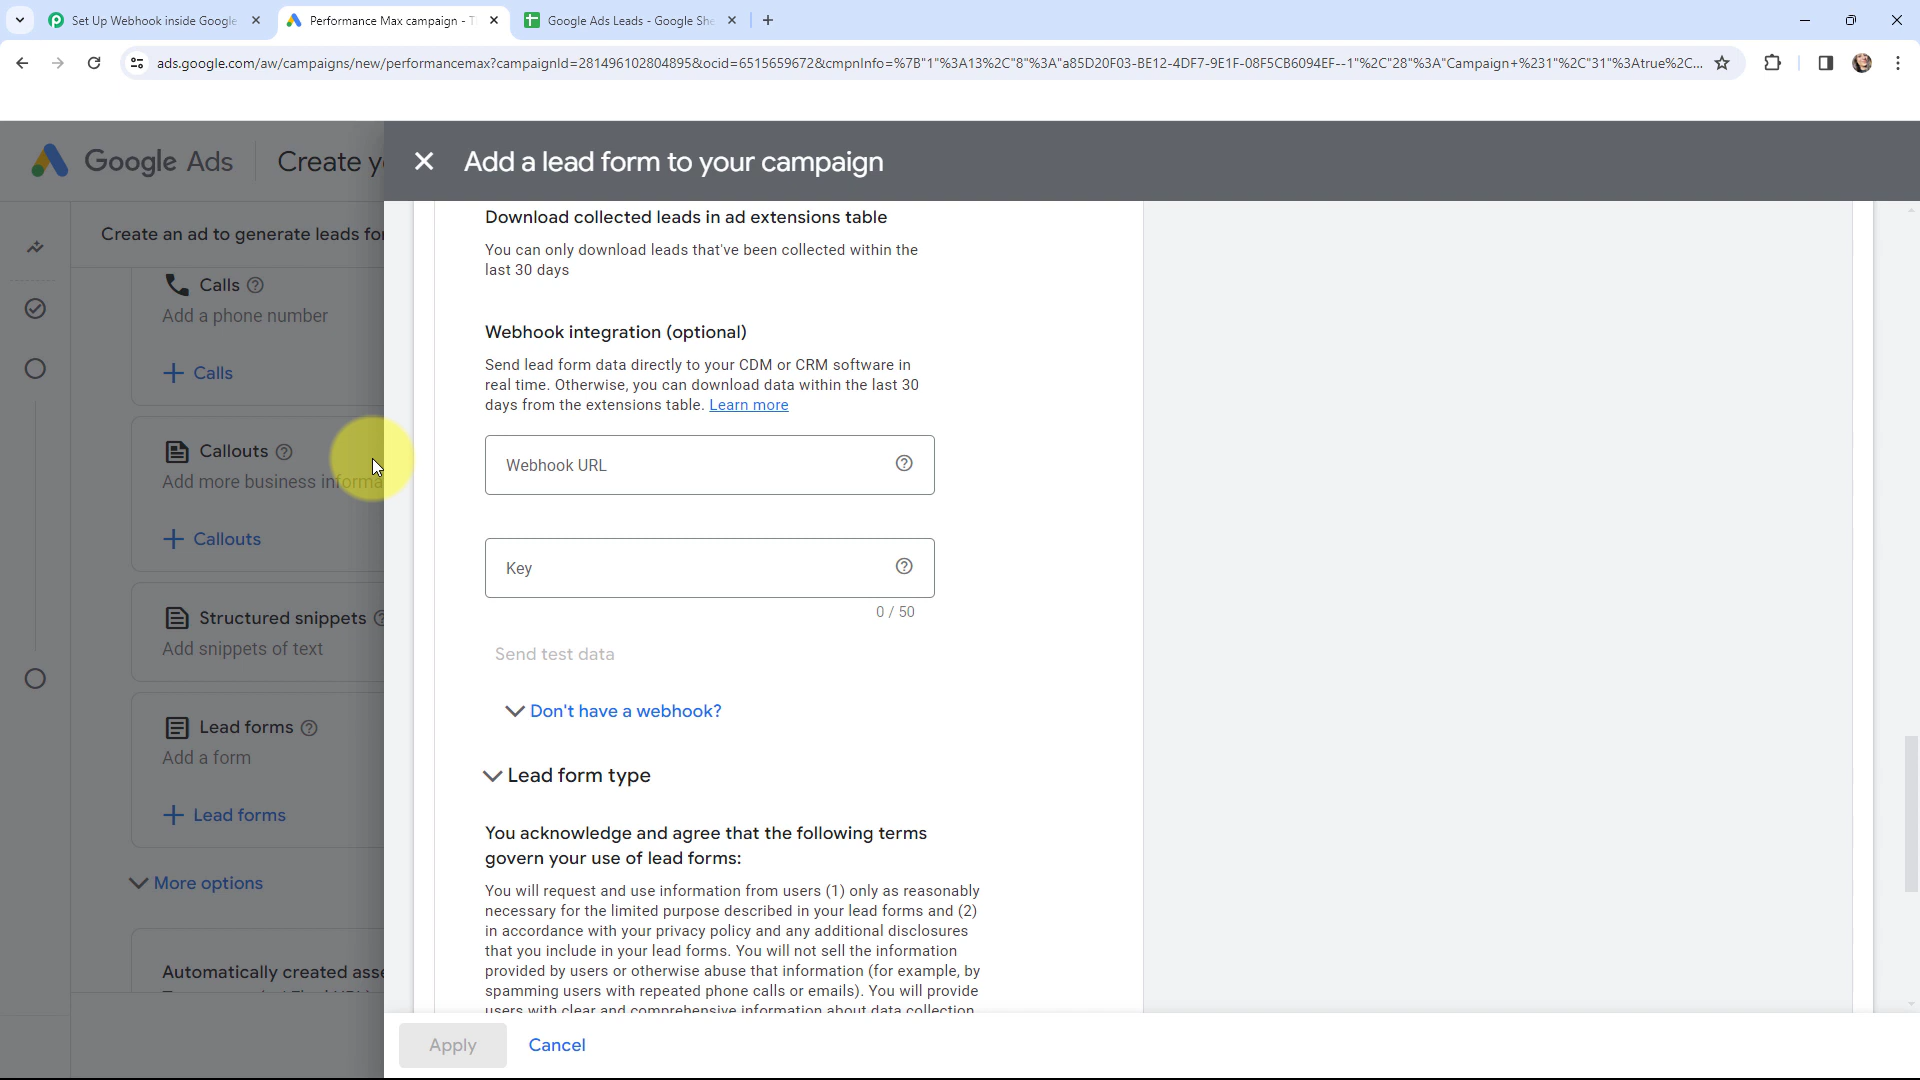 Set Up Webhook inside Google
Performance Max campaign - T
Google Ads Leads - Google She
ads.google.com/aw/campaigns/new/performancemax?campaignId=281496102804895&ocid=6515659672&cmpnInfo=%7B"1"%3A13%2C"8"%3A"a85D20F03-BE12-4DF7-9E1F-08F5CB6094EF--1"%2C"28"%3A"Campaign+%231"%2C"31"%3Atrue%2C...
Google Ads
Create
Add a lead form to your campaign
Create an ad to generate leads
Download collected leads in ad extensions table
You can only download leads that've been collected within the
last 30 days
Calls
Add a phone number
+ Calls
Webhook integration (optional)
Send lead form data directly to your CDM or CRM software in
real time. Otherwise, you can download data within the last 30
days from the extensions table. Learn more
Callouts
Add more business informa
+ Callouts
Webhook URL
Key
0 / 50
Structured snippets
Add snippets of text
Send test data
Don't have a webhook?
Lead forms
Add a form
+ Lead forms
Lead form type
You acknowledge and agree that the following terms
govern your use of lead forms:
More options
You will request and use information from users (1) only as reasonably
necessary for the limited purpose described in your lead forms and (2)
in accordance with your privacy policy and any additional disclosures
that you include in your lead forms. You will not sell the information
provided by users or otherwise abuse that information (for example, by
spamming users with repeated phone calls or emails). You will provide
users with clear and comprehensive information about data collection
Automatically created asse
Apply
Cancel